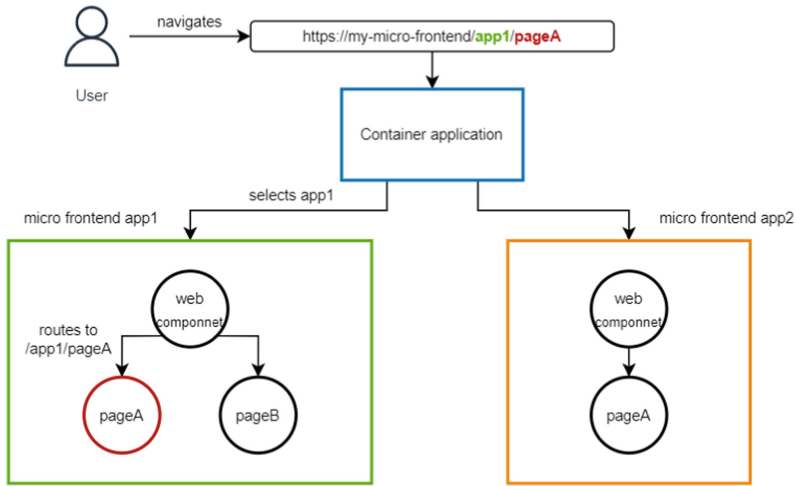 navigates
https://my-micro-frontend/app1/pageA
User
Container application
selects app1
micro frontend app1
micro frontend app2
web
componnet
routes to
/app1/pageA
pageA
pageB
web
componnet
pageA